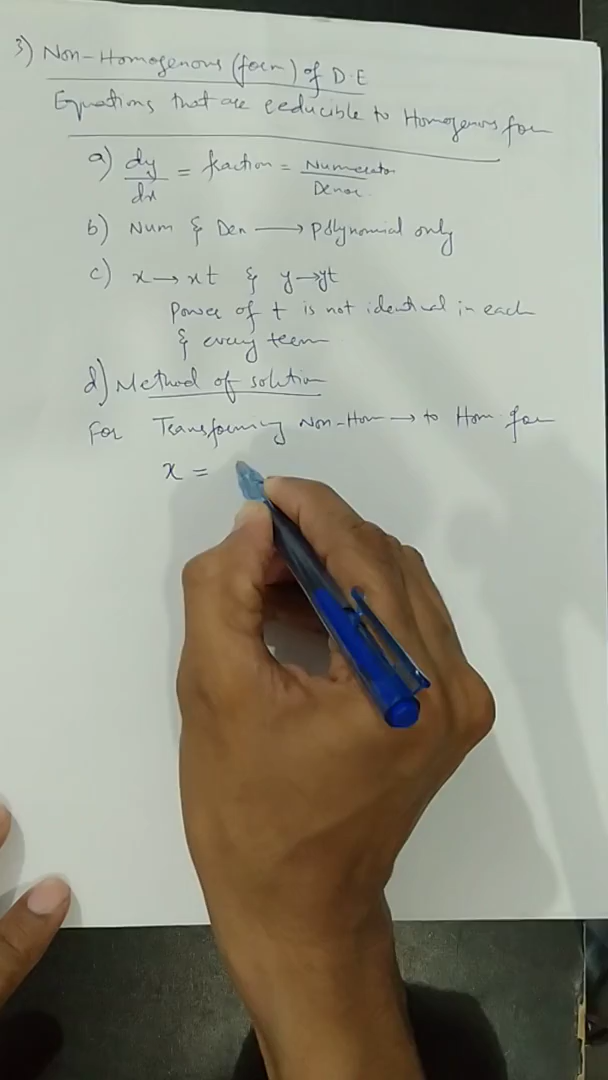 3) Non-Homogenous (form) of D.E
Equations that are reducible to Homogenous form
a) dy/dx = fraction = Numerator/Denor.
b) Num & Den → polynomial only
c) x → xt & y → yt
Power of t is not identical in each
& every term
d) Method of solution
For Transforming Non-Hom → to Hom. form
x =